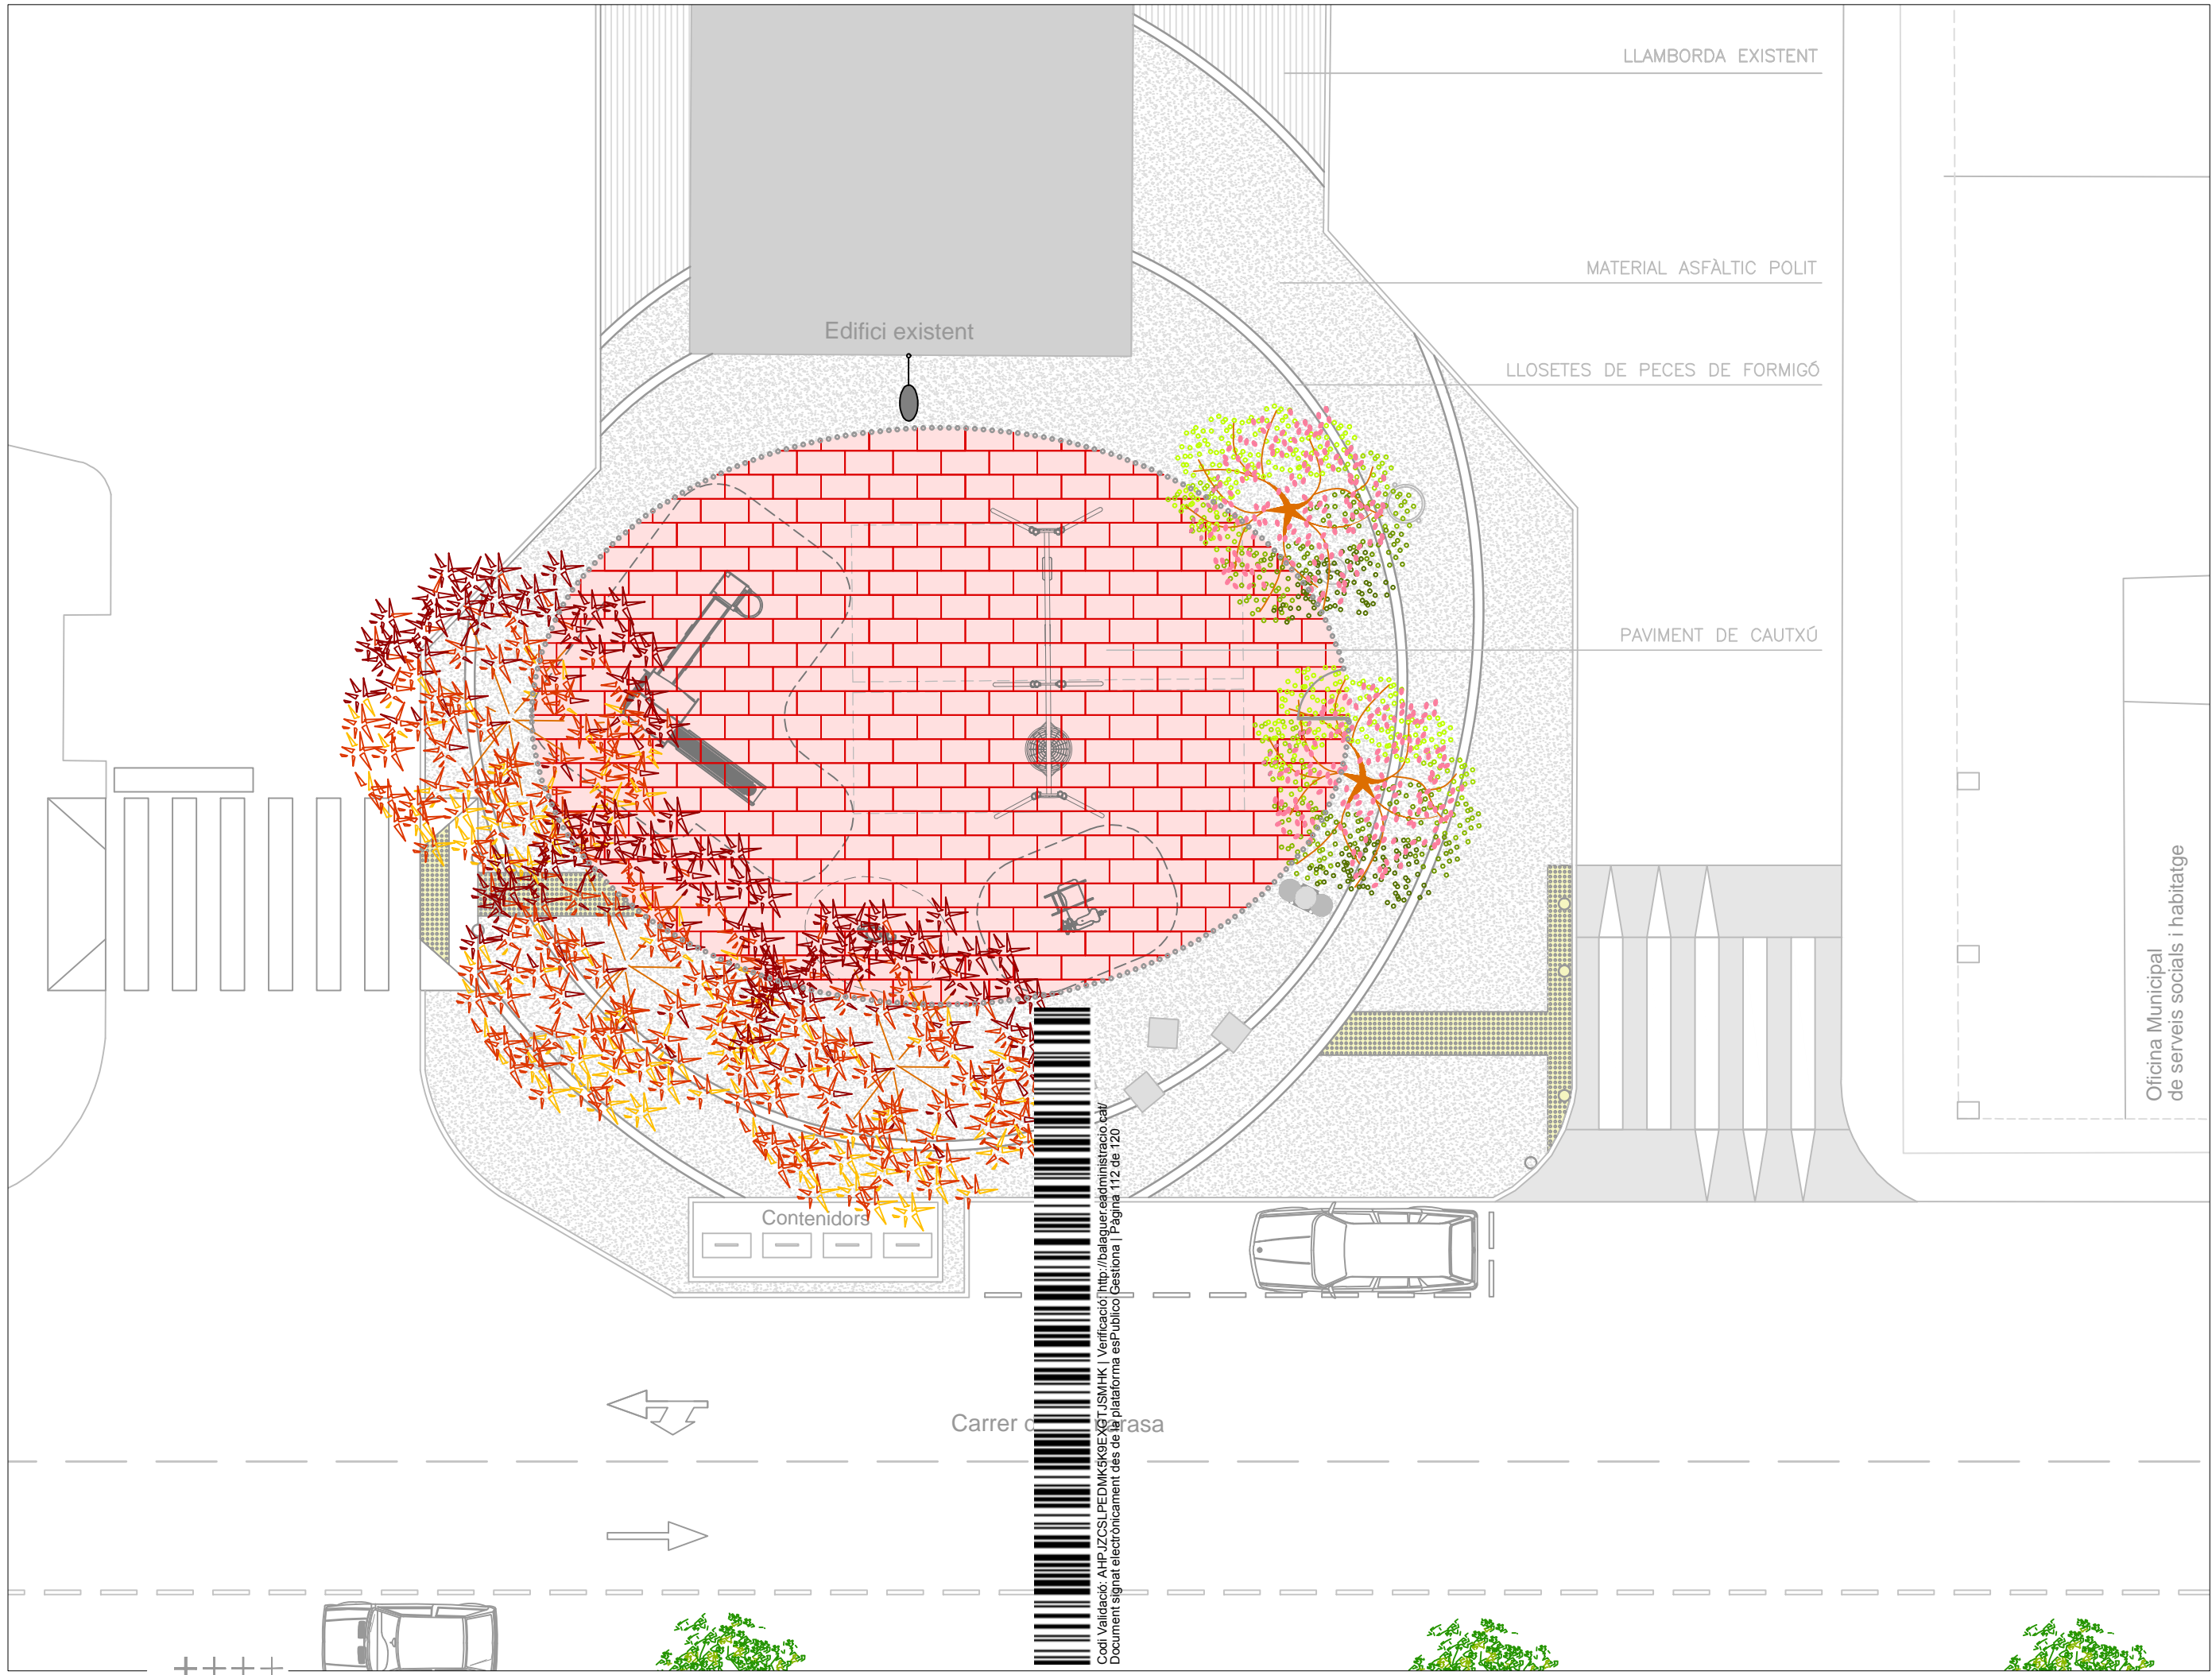 LLAMBORDA EXISTENT
MATERIAL ASFÀLTIC POLIT
Edifici existent
LLOSETES DE PECES DE FORMIGÓ
PAVIMENT DE CAUTXÚ
Oficina Municipal
de serveis socials i habitatge
Contenidors
Carrer
Codi Validació: AHPJZCSLPEDMK5K9EXGTJSMHK | Verificació: http://balaguer.eadministracio.cat/
Document signat electrònicament des de la plataforma esPublico Gestiona | Pàgina 112 de 120